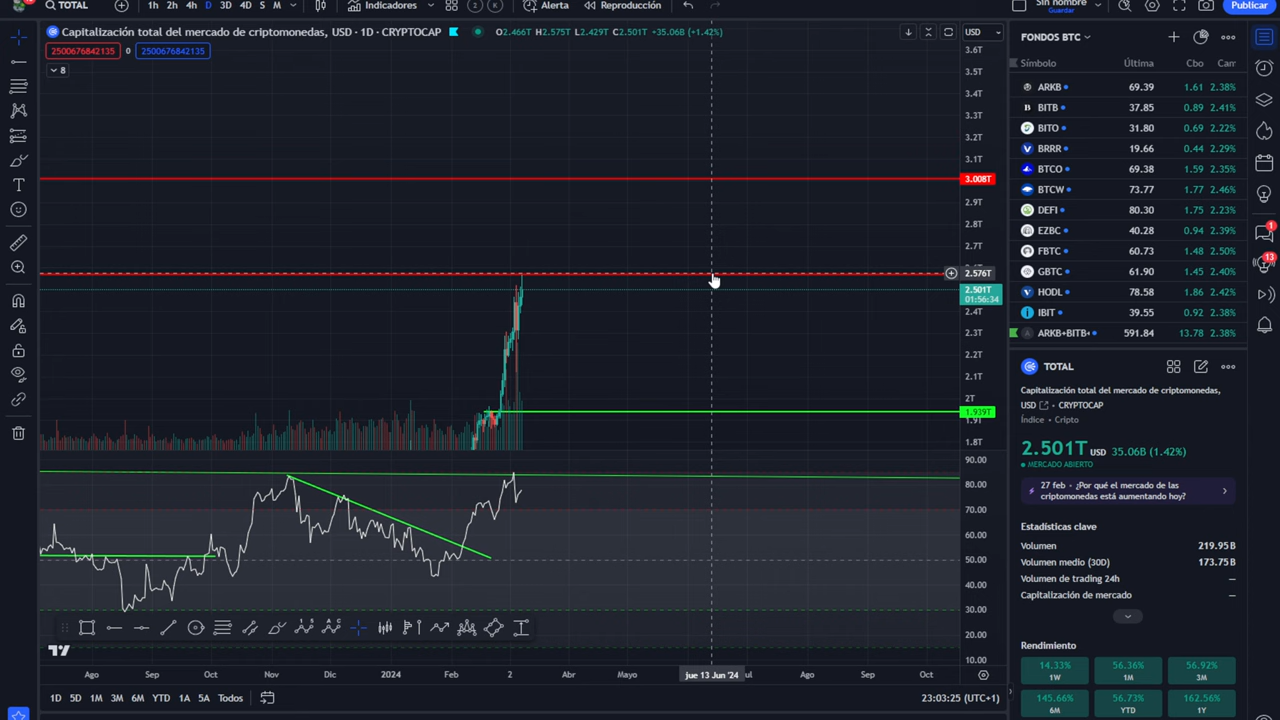 TOTAL
1h 2h 4h D 3D 4D S M
Indicadores
2
K
Alerta
Reproducción
Sin nombre
Guardar
Publicar
Capitalización total del mercado de criptomonedas, USD · 1D · CRYPTOCAP
O2.466T H2.575T L2.429T C2.501T +35.06B (+1.42%)
2500676842135 0 2500676842135
8
USD
3.6T
3.5T
3.4T
3.3T
3.2T
3.1T
3.008T
2.9T
2.8T
2.7T
2.576T
2.501T
01:56:34
2.4T
2.3T
2.2T
2.1T
2T
1.939T
1.8T
90.00
80.00
70.00
60.00
50.00
40.00
30.00
20.00
10.00
Ago Sep Oct Nov Dic 2024 Feb 2 Abr Mayo jue 13 Jun '24 ul Ago Sep Oct
1D 5D 1M 3M 6M YTD 1A 5A Todos
23:03:25 (UTC+1)
FONDOS BTC
Símbolo Última Cbo Cam
ARKB 69.39 1.61 2.38%
BITB 37.85 0.89 2.41%
BITO 31.80 0.69 2.22%
BRRR 19.66 0.44 2.29%
BTCO 69.38 1.59 2.35%
BTCW 73.77 1.77 2.46%
DEFI 80.30 1.75 2.23%
EZBC 40.28 0.94 2.39%
FBTC 60.73 1.48 2.50%
GBTC 61.90 1.45 2.40%
HODL 78.58 1.86 2.42%
IBIT 39.55 0.92 2.38%
ARKB+BITB+ 591.84 13.78 2.38%
TOTAL
Capitalización total del mercado de criptomonedas,
USD · CRYPTOCAP
Índice · Cripto
2.501T USD 35.06B (1.42%)
MERCADO ABIERTO
27 feb · ¿Por qué el mercado de las
criptomonedas está aumentando hoy?
Estadísticas clave
Volumen 219.95B
Volumen medio (30D) 173.75B
Volumen de trading 24h —
Capitalización de mercado —
Rendimiento
14.33% 56.36% 56.92%
1W 1M 3M
145.66% 56.73% 162.56%
6M YTD 1Y
1
13